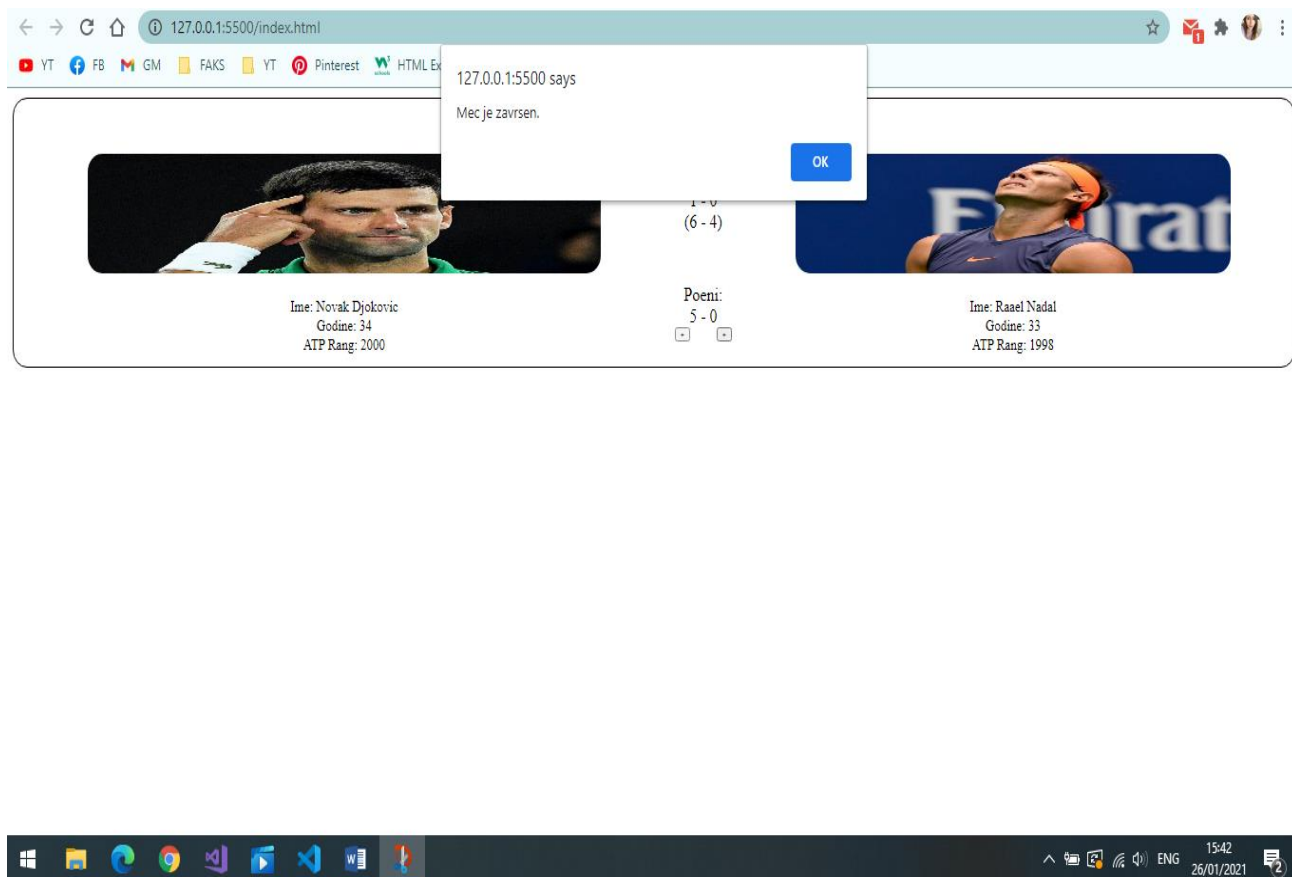 127.0.0.1:5500/index.html
YT FB GM FAKS YT Pinterest HTML Ex
127.0.0.1:5500 says
Mec je zavrsen.
OK
(6 - 4)
Poeni:
5 - 0
+ +
Ime: Novak Djokovic
Godine: 34
ATP Rang: 2000
Ime: Raael Nadal
Godine: 33
ATP Rang: 1998
ENG
15:42
26/01/2021
2